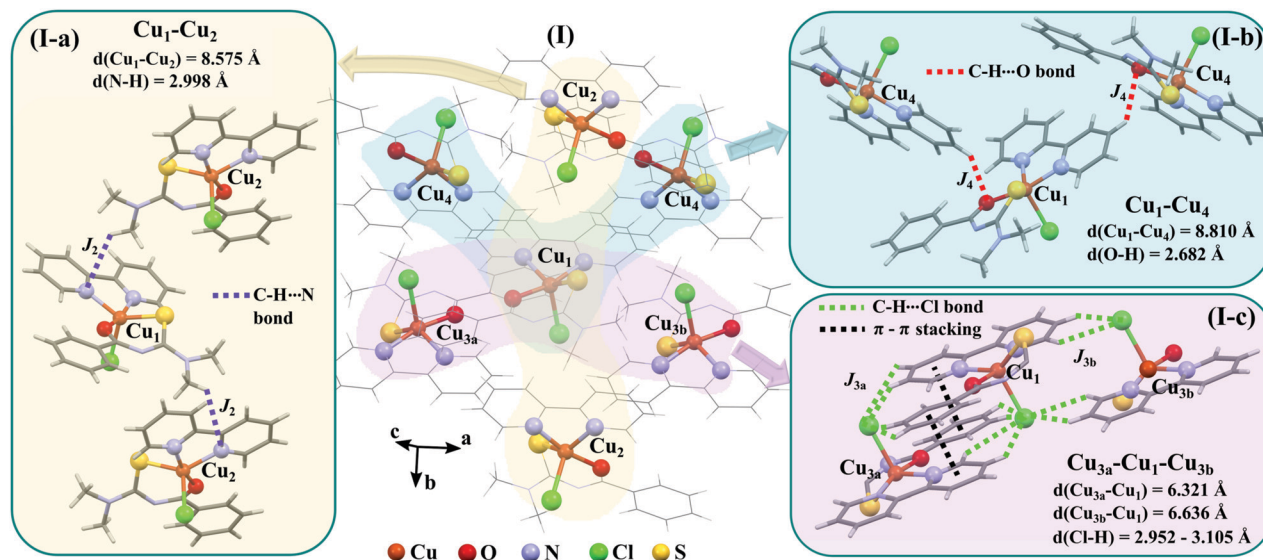 (I-a)
Cu₁-Cu₂
d(Cu₁-Cu₂) = 8.575 Å
d(N-H) = 2.998 Å
Cu₂
J₂
C-H···N
bond
Cu₁
J₂
Cu₂
(I)
Cu₂
Cu₄
Cu₄
Cu₁
Cu₃ₐ
Cu₃b
Cu₂
c
a
b
Cu
O
N
Cl
S
(I-b)
C-H···O bond
Cu₄
Cu₄
J₄
J₄
Cu₁
Cu₁-Cu₄
d(Cu₁-Cu₄) = 8.810 Å
d(O-H) = 2.682 Å
(I-c)
C-H···Cl bond
π - π stacking
Cu₁
J₃ₐ
J₃b
Cu₃b
Cu₃ₐ
Cu₃ₐ-Cu₁-Cu₃b
d(Cu₃ₐ-Cu₁) = 6.321 Å
d(Cu₃b-Cu₁) = 6.636 Å
d(Cl-H) = 2.952 - 3.105 Å